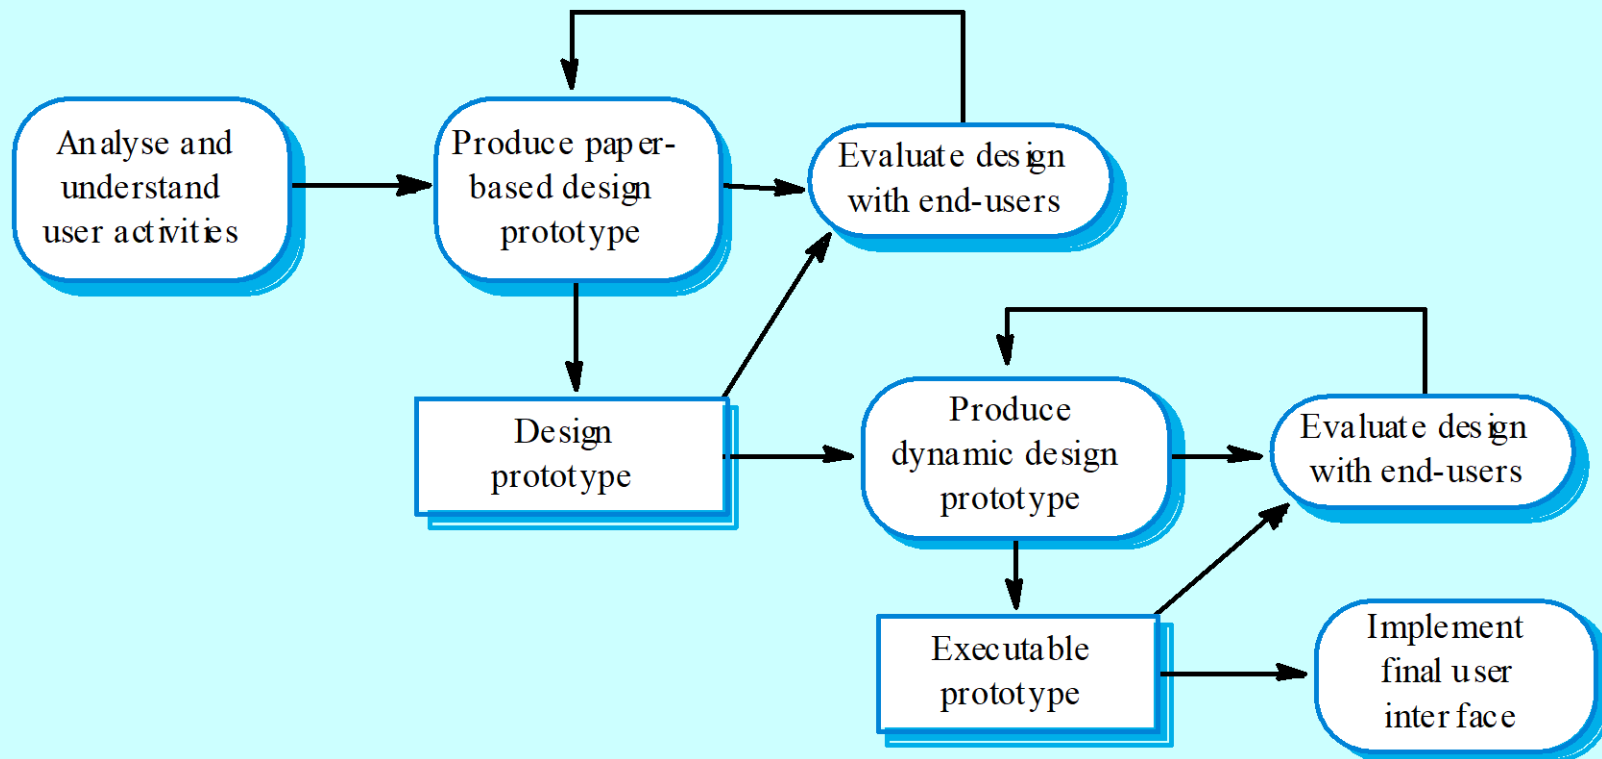 Analyse and
understand
user activities
Produce paper-
based design
prototype
Evaluate design
with end-users
Design
prototype
Produce
dynamic design
prototype
Evaluate design
with end-users
Executable
prototype
Implement
final user
interface